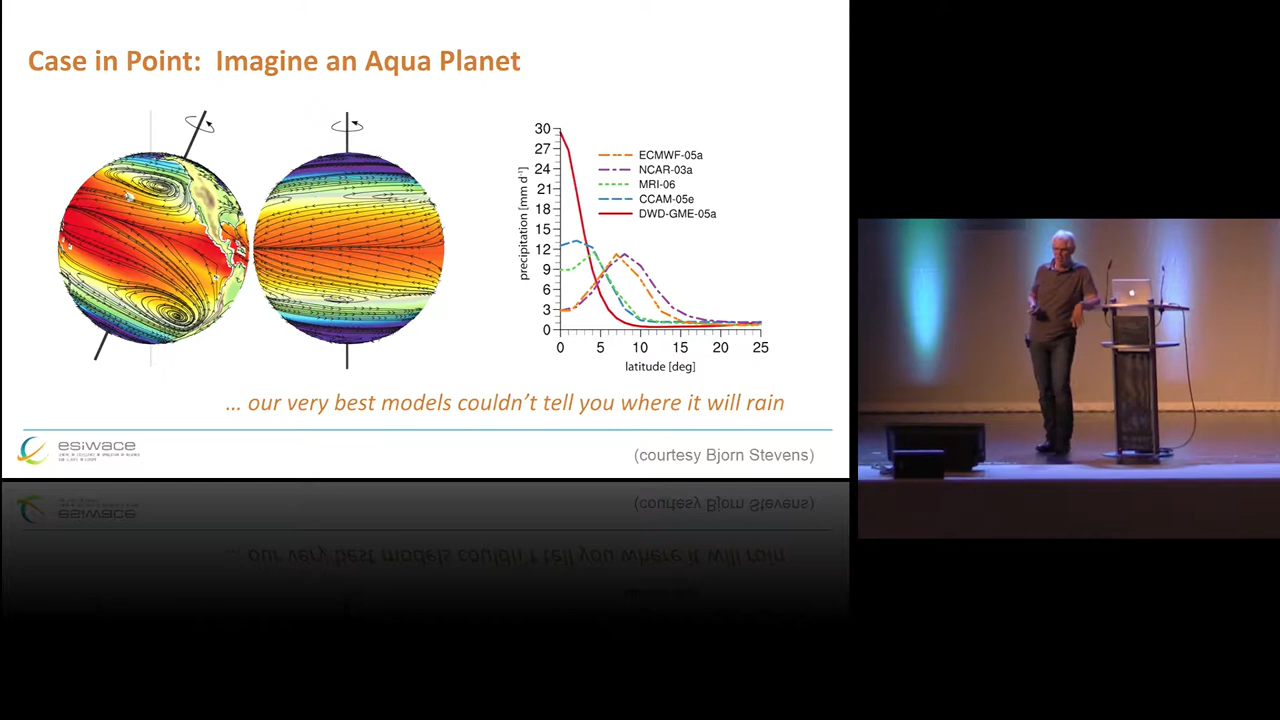 Case in Point: Imagine an Aqua Planet
30
27
24
21
18
15
12
9
6
3
0
precipitation [mm d⁻¹]
ECMWF-05a
NCAR-03a
MRI-06
CCAM-05e
DWD-GME-05a
0 5 10 15 20 25
latitude [deg]
... our very best models couldn't tell you where it will rain
esiwace
(courtesy Bjorn Stevens)